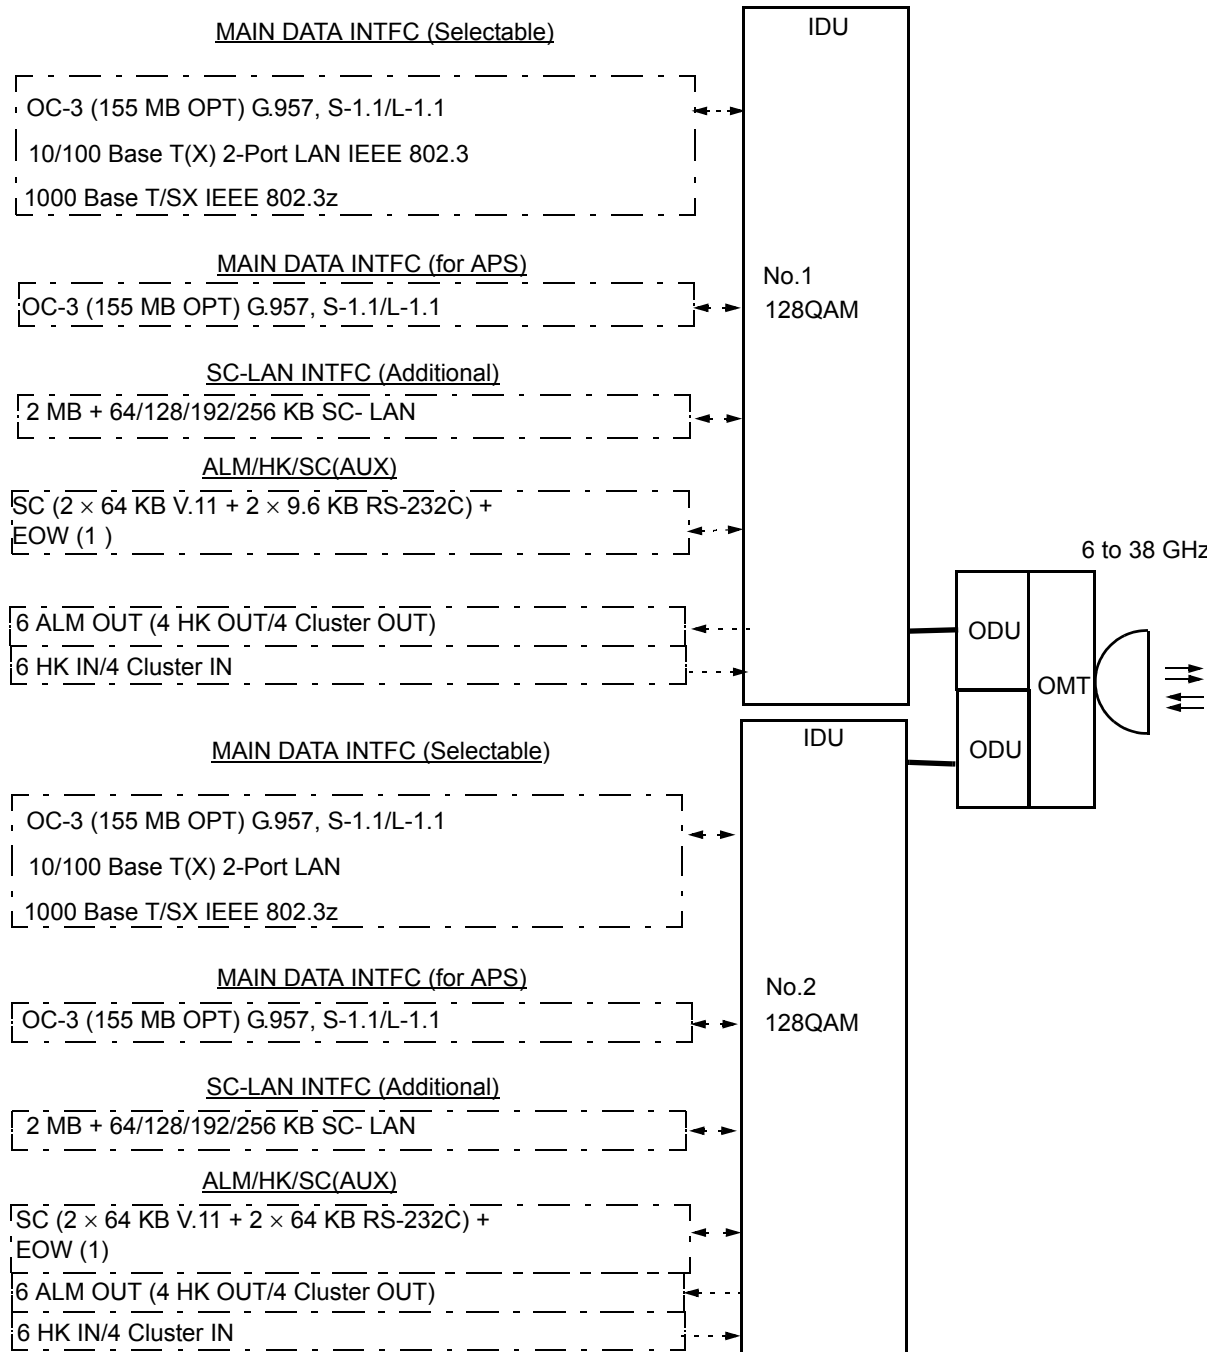 MAIN DATA INTFC (Selectable)
IDU
OC-3 (155 MB OPT) G.957, S-1.1/L-1.1
10/100 Base T(X) 2-Port LAN IEEE 802.3
1000 Base T/SX IEEE 802.3z
MAIN DATA INTFC (for APS)
OC-3 (155 MB OPT) G.957, S-1.1/L-1.1
No.1
128QAM
SC-LAN INTFC (Additional)
2 MB + 64/128/192/256 KB SC- LAN
ALM/HK/SC(AUX)
SC (2 × 64 KB V.11 + 2 × 9.6 KB RS-232C) +
EOW (1 )
6 ALM OUT (4 HK OUT/4 Cluster OUT)
6 HK IN/4 Cluster IN
6 to 38 GHz
ODU
OMT
ODU
IDU
MAIN DATA INTFC (Selectable)
OC-3 (155 MB OPT) G.957, S-1.1/L-1.1
10/100 Base T(X) 2-Port LAN
1000 Base T/SX IEEE 802.3z
MAIN DATA INTFC (for APS)
OC-3 (155 MB OPT) G.957, S-1.1/L-1.1
No.2
128QAM
SC-LAN INTFC (Additional)
2 MB + 64/128/192/256 KB SC- LAN
ALM/HK/SC(AUX)
SC (2 × 64 KB V.11 + 2 × 64 KB RS-232C) +
EOW (1)
6 ALM OUT (4 HK OUT/4 Cluster OUT)
6 HK IN/4 Cluster IN